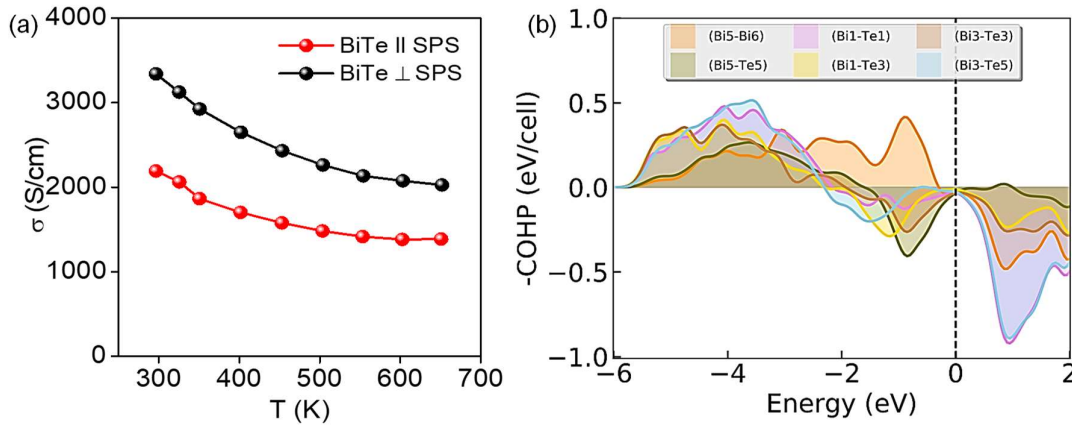 (a)
4000
3000
2000
1000
0
σ (S/cm)
BiTe || SPS
BiTe ⊥ SPS
300 400 500 600 700
T (K)
(b)
(Bi5-Bi6) (Bi1-Te1) (Bi3-Te3)
(Bi5-Te5) (Bi1-Te3) (Bi3-Te5)
1.0
0.5
0.0
−0.5
−1.0
-COHP (eV/cell)
−6 −4 −2 0 2
Energy (eV)